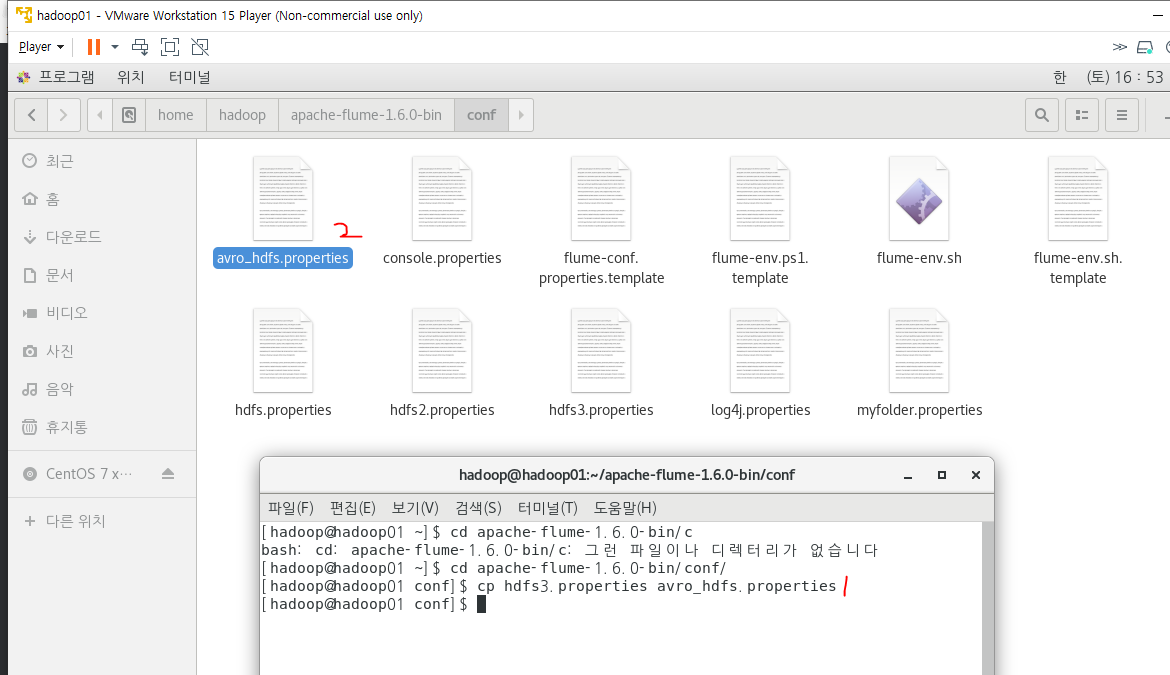 hadoop01 - VMware Workstation 15 Player (Non-commercial use only)
Player
프로그램 위치 터미널 한 (토) 16 : 53
home hadoop apache-flume-1.6.0-bin conf
최근
홈
다운로드
문서
비디오
사진
음악
휴지통
CentOS 7 x…
다른 위치
2
avro_hdfs.properties console.properties flume-conf. flume-env.ps1. flume-env.sh flume-env.sh.
properties.template template template
hdfs.properties hdfs2.properties hdfs3.properties log4j.properties myfolder.properties
hadoop@hadoop01:~/apache-flume-1.6.0-bin/conf
파일(F) 편집(E) 보기(V) 검색(S) 터미널(T) 도움말(H)
[hadoop@hadoop01 ~]$ cd apache-flume-1.6.0-bin/c
bash: cd: apache-flume-1.6.0-bin/c: 그런 파일이나 디렉터리가 없습니다
[hadoop@hadoop01 ~]$ cd apache-flume-1.6.0-bin/conf/
[hadoop@hadoop01 conf]$ cp hdfs3.properties avro_hdfs.properties 1
[hadoop@hadoop01 conf]$